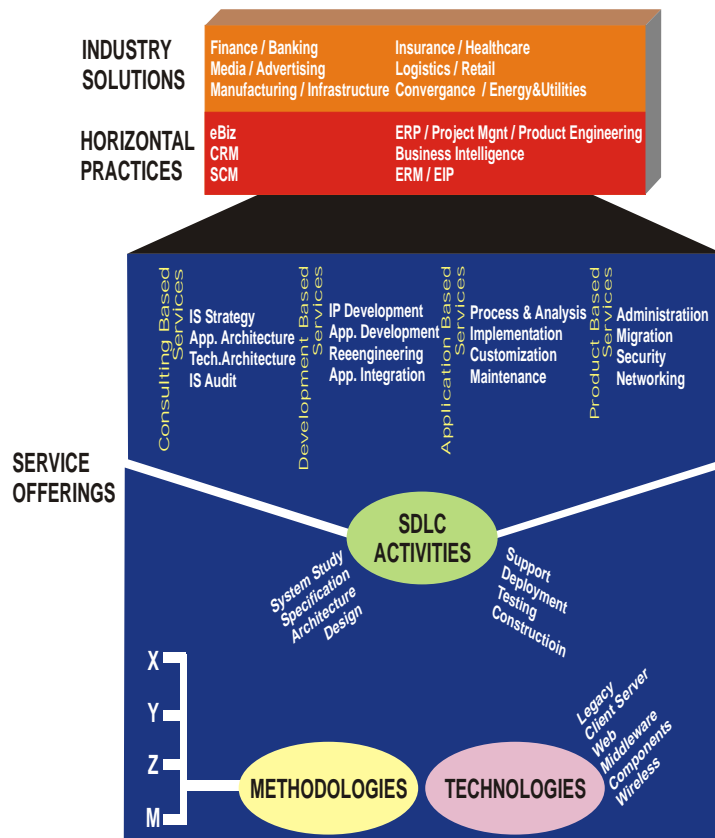 INDUSTRY
SOLUTIONS
Finance / Banking
Media / Advertising
Manufacturing / Infrastructure
Insurance / Healthcare
Logistics / Retail
Convergance / Energy&Utilities
HORIZONTAL
PRACTICES
eBiz
CRM
SCM
ERP / Project Mgnt / Product Engineering
Business Intelligence
ERM / EIP
Consulting Based
Services
IS Strategy
App. Architecture
Tech.Architecture
IS Audit
Development Based
Services
IP Development
App. Development
Reeengineering
App. Integration
Application Based
Services
Process & Analysis
Implementation
Customization
Maintenance
Product Based
Services
Administratiion
Migration
Security
Networking
SERVICE
OFFERINGS
SDLC
ACTIVITIES
System Study
Specification
Architecture
Design
Support
Deployment
Testing
Constructioin
X
Y
Z
M
METHODOLOGIES
TECHNOLOGIES
Legacy
Client Server
Web
Middleware
Components
Wireless